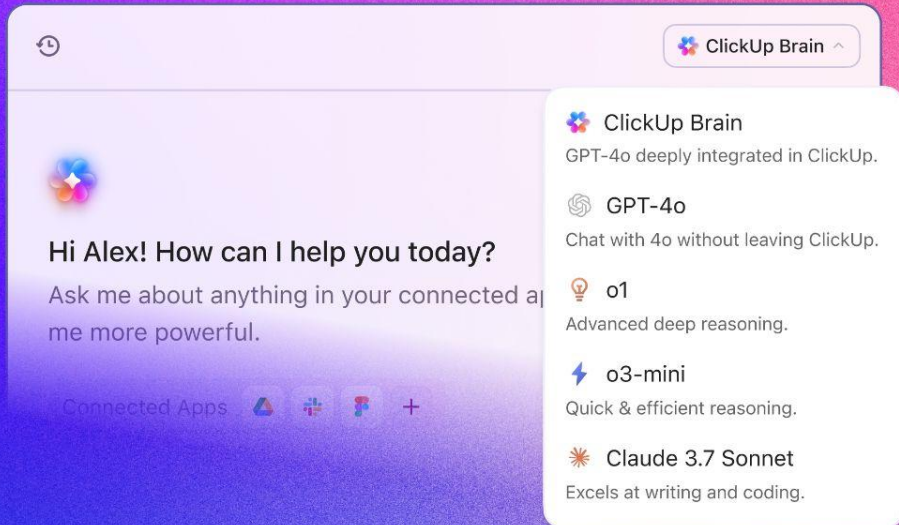 ClickUp Brain
Hi Alex! How can I help you today?
Ask me about anything in your connected
me more powerful.
Connected Apps
ClickUp Brain
GPT-4o deeply integrated in ClickUp.
GPT-4o
Chat with 4o without leaving ClickUp.
o1
Advanced deep reasoning.
o3-mini
Quick & efficient reasoning.
Claude 3.7 Sonnet
Excels at writing and coding.